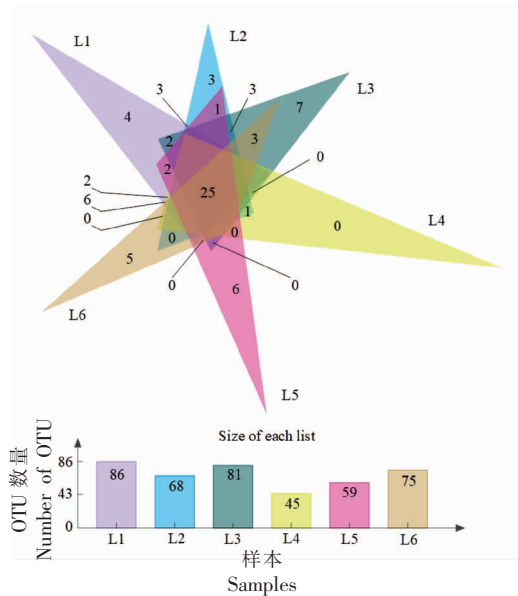 L1
L2
L3
L4
L5
L6
3
3
3
1
4
7
2
3
0
2
2
6
0
25
1
0
0
0
5
0
0
6
Size of each list
OTU 数量
Number of OTU
86
43
0
86
68
81
45
59
75
L1 L2 L3 L4 L5 L6
样本
Samples